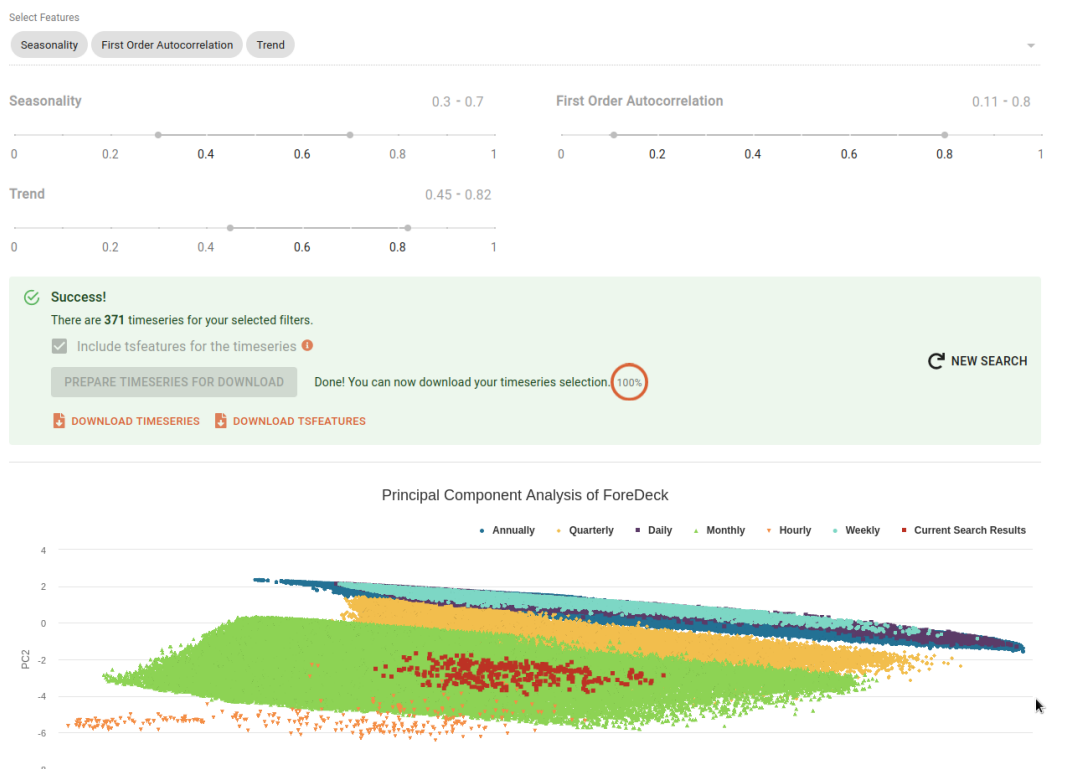 Select Features
Seasonality First Order Autocorrelation Trend
Seasonality 0.3 - 0.7 First Order Autocorrelation 0.11 - 0.8
0 0.2 0.4 0.6 0.8 1 0 0.2 0.4 0.6 0.8 1
Trend 0.45 - 0.82
0 0.2 0.4 0.6 0.8 1
Success!
There are 371 timeseries for your selected filters.
Include tsfeatures for the timeseries
NEW SEARCH
PREPARE TIMESERIES FOR DOWNLOAD Done! You can now download your timeseries selection. 100%
DOWNLOAD TIMESERIES DOWNLOAD TSFEATURES
Principal Component Analysis of ForeDeck
Annually Quarterly Daily Monthly Hourly Weekly Current Search Results
4
2
0
-2
PC2
-4
-6